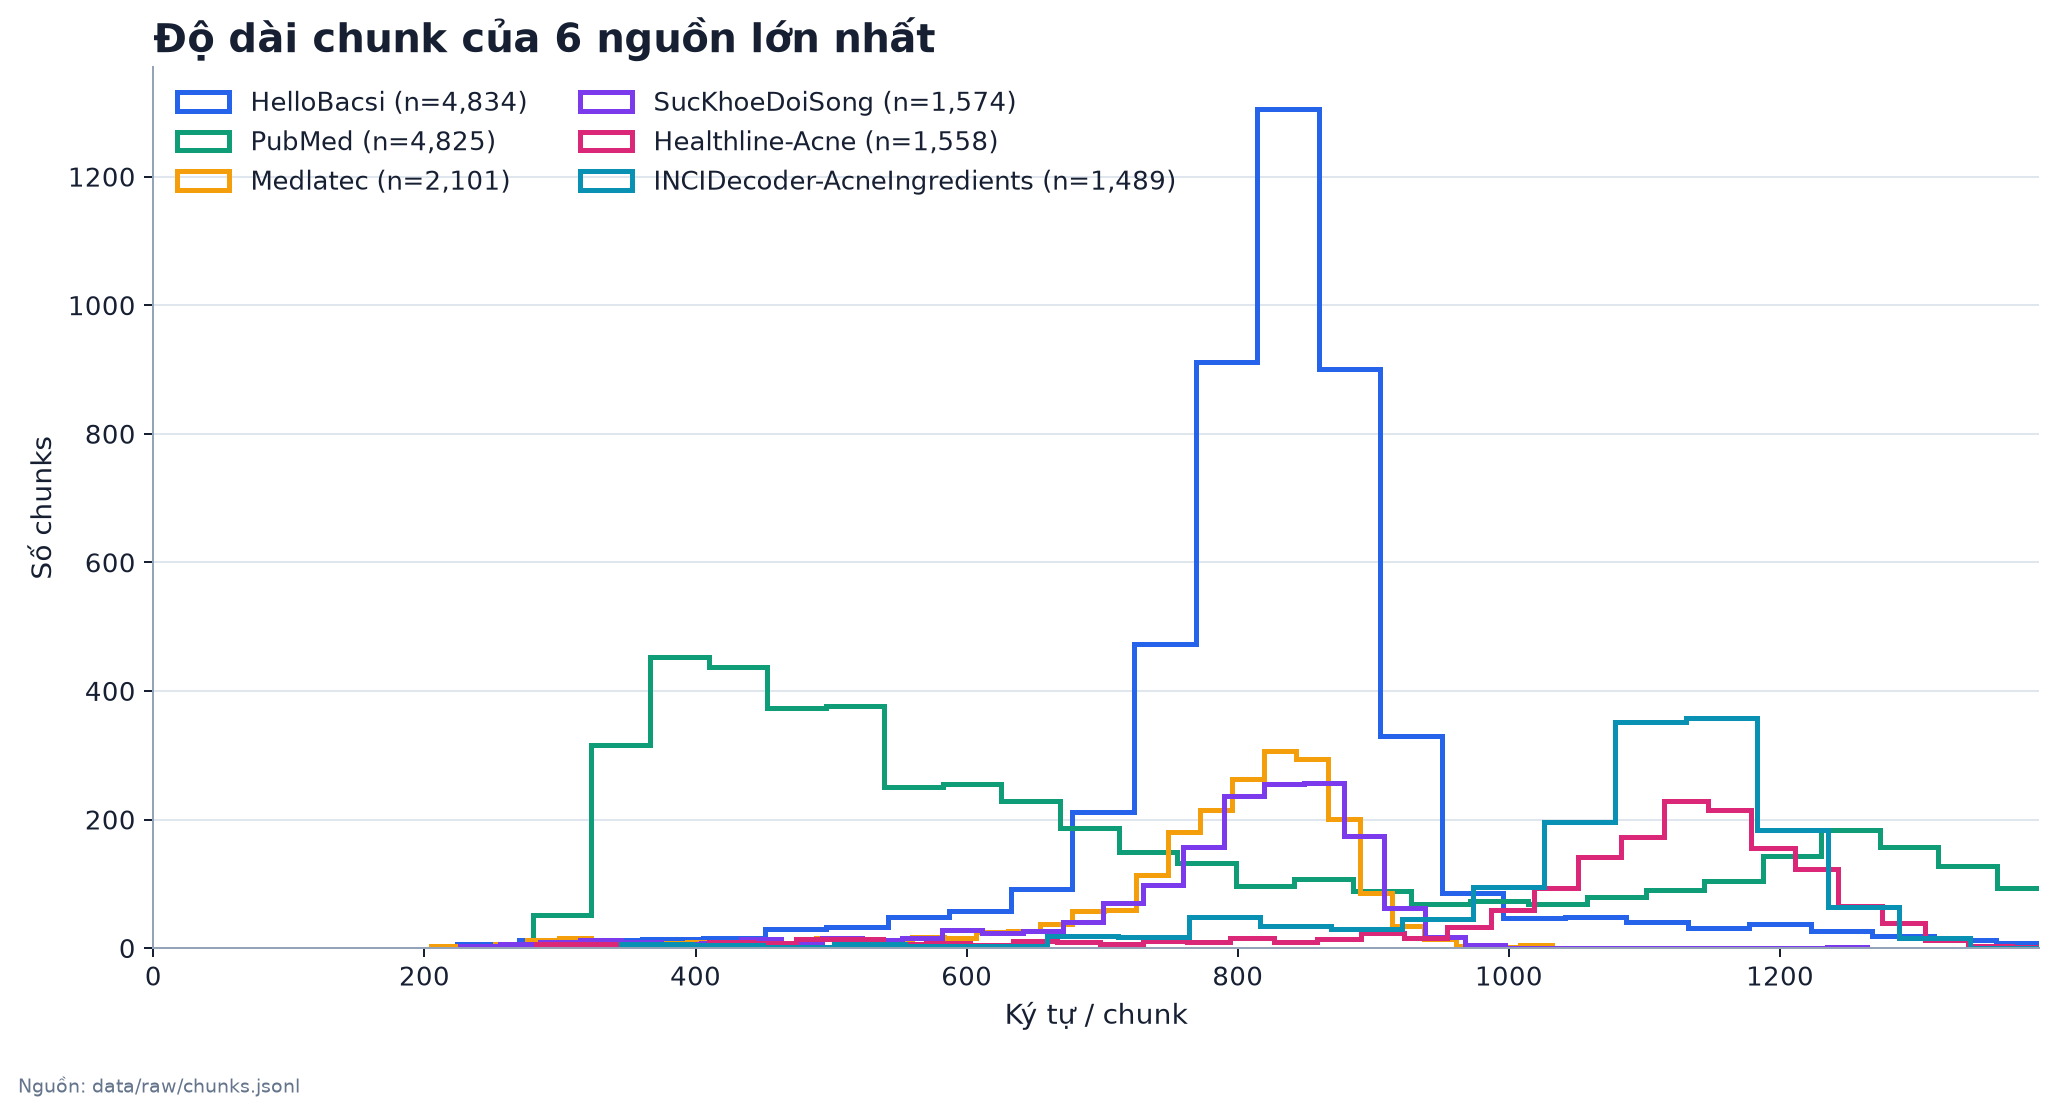 Độ dài chunk của 6 nguồn lớn nhất
HelloBacsi (n=4,834)
PubMed (n=4,825)
Medlatec (n=2,101)
SucKhoeDoiSong (n=1,574)
Healthline-Acne (n=1,558)
INCIDecoder-AcneIngredients (n=1,489)
Số chunks
1200
1000
800
600
400
200
0
0 200 400 600 800 1000 1200
Ký tự / chunk
Nguồn: data/raw/chunks.jsonl